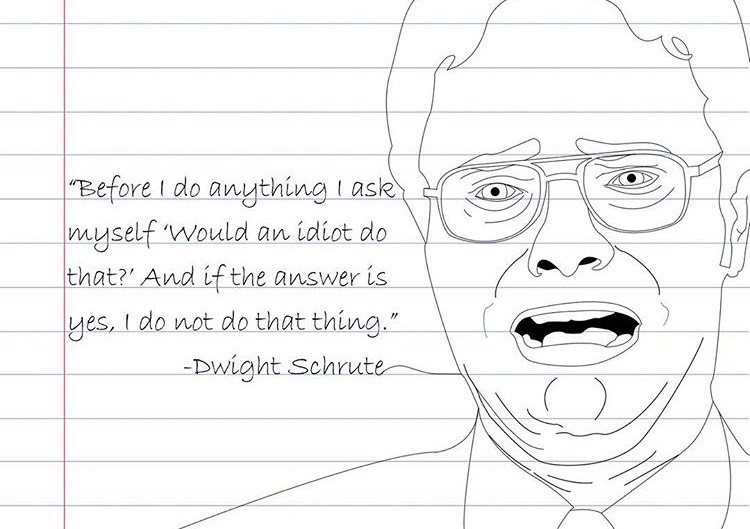 “Before I do anything I ask
myself ‘Would an idiot do
that?’ And if the answer is
yes, I do not do that thing.”
-Dwight Schrute